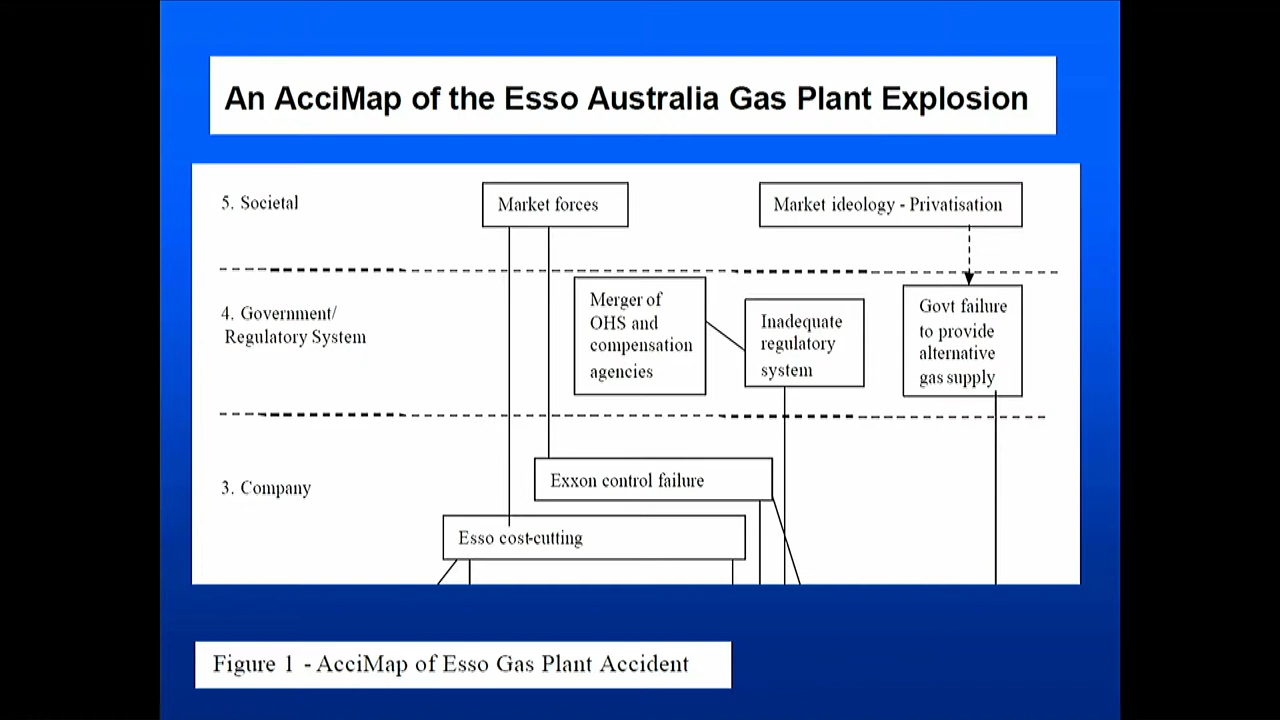 An AcciMap of the Esso Australia Gas Plant Explosion
5. Societal
Market forces
Market ideology - Privatisation
4. Government/
Regulatory System
Merger of
OHS and
compensation
agencies
Inadequate
regulatory
system
Govt failure
to provide
alternative
gas supply
3. Company
Exxon control failure
Esso cost-cutting
Figure 1 - AcciMap of Esso Gas Plant Accident